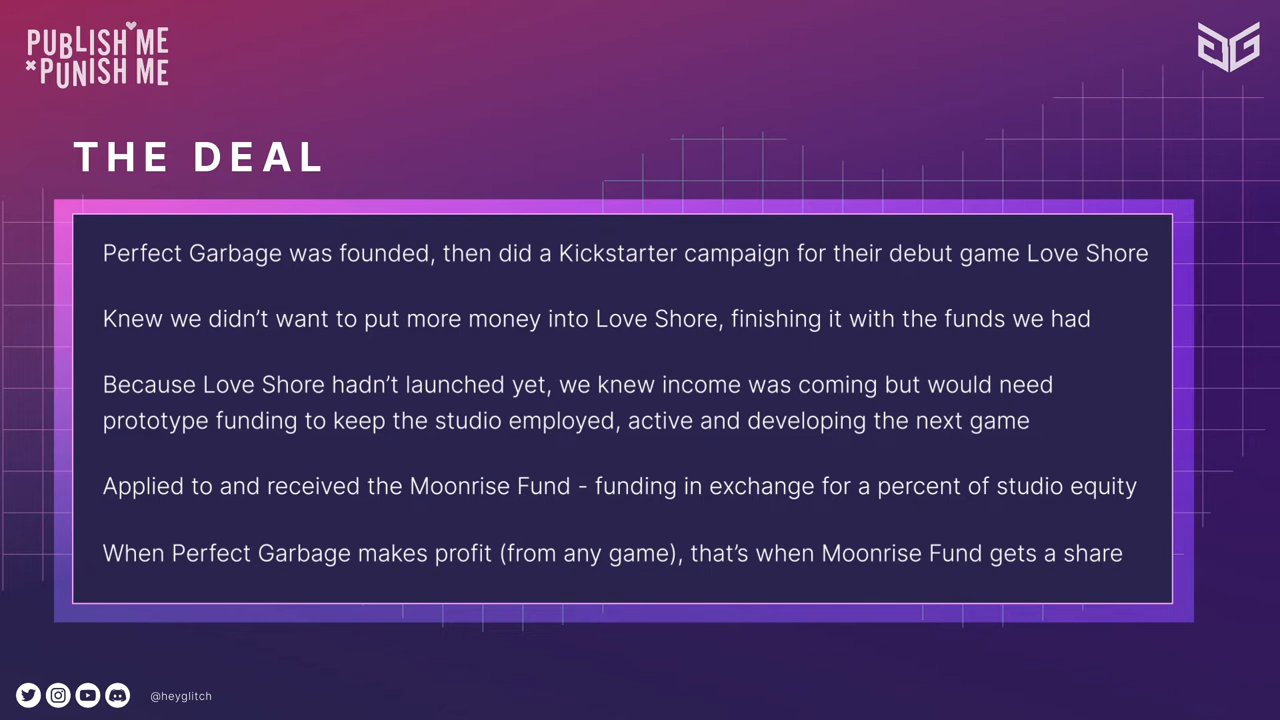 PUBLISH ME
PUNISH ME
THE DEAL
Perfect Garbage was founded, then did a Kickstarter campaign for their debut game Love Shore
Knew we didn’t want to put more money into Love Shore, finishing it with the funds we had
Because Love Shore hadn’t launched yet, we knew income was coming but would need
prototype funding to keep the studio employed, active and developing the next game
Applied to and received the Moonrise Fund - funding in exchange for a percent of studio equity
When Perfect Garbage makes profit (from any game), that’s when Moonrise Fund gets a share
@heyglitch